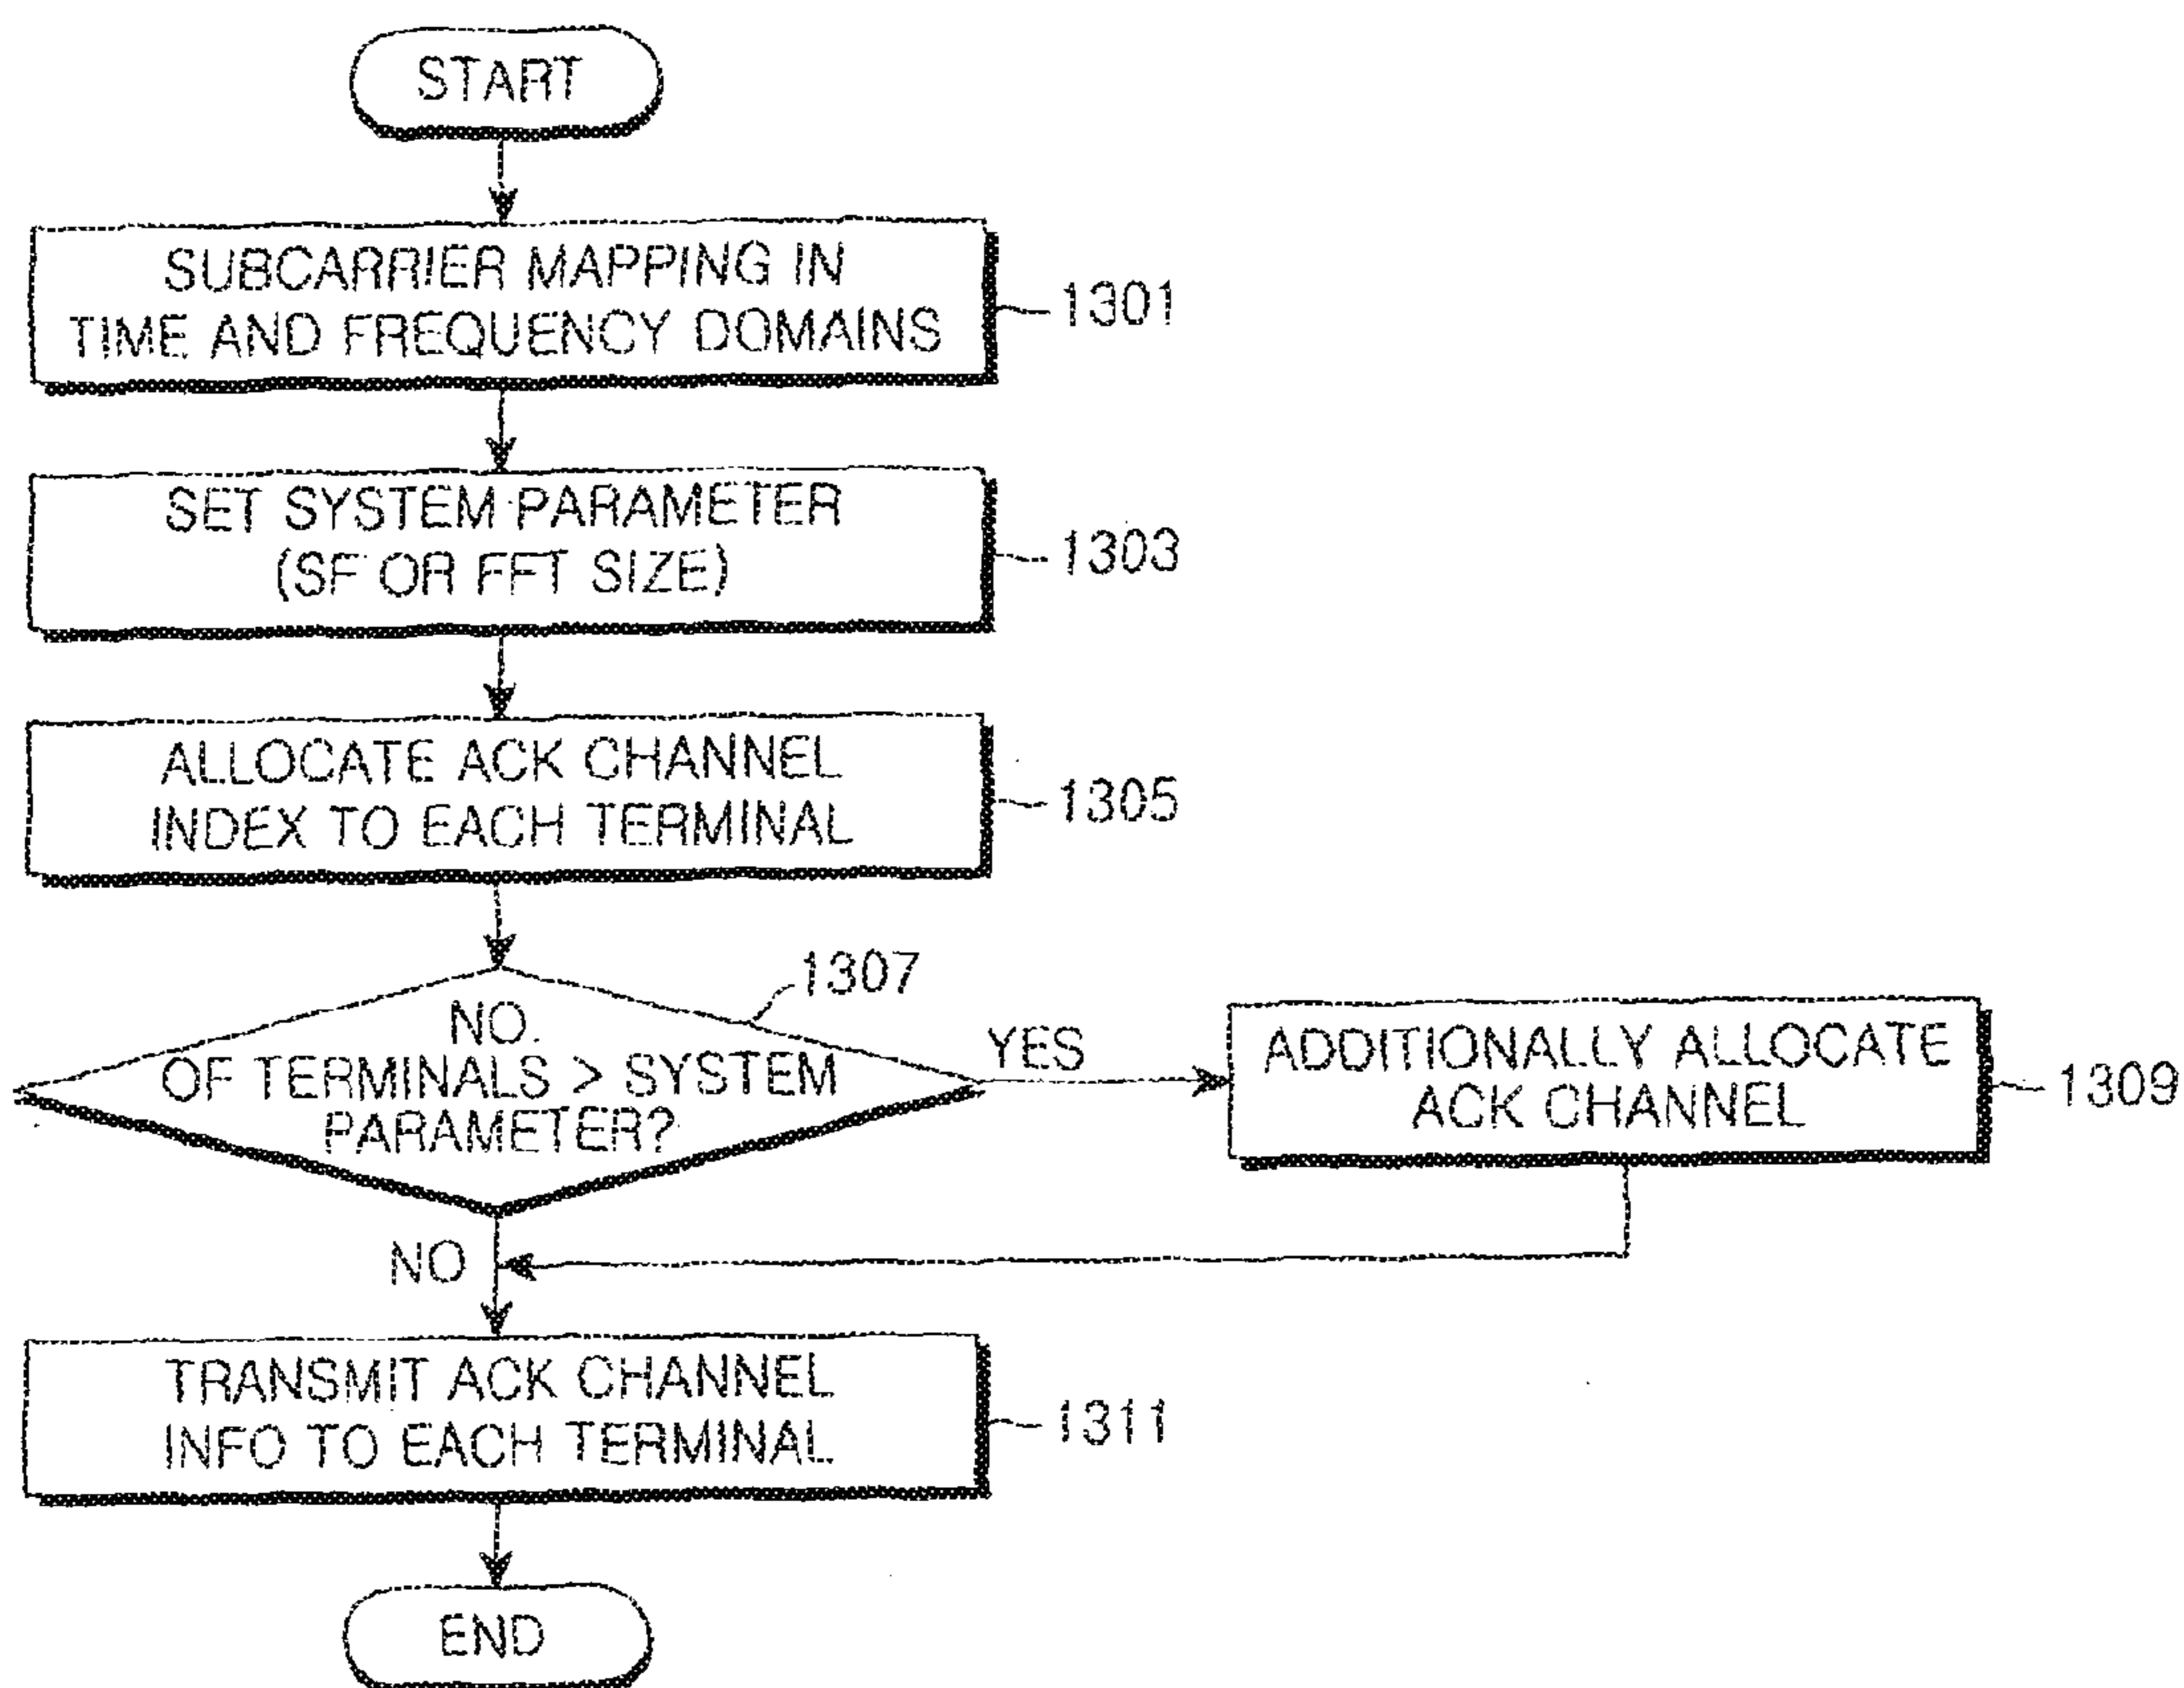 START
SUBCARRIER MAPPING IN
TIME AND FREQUENCY DOMAINS
1301
SET SYSTEM PARAMETER
(SF OR FFT SIZE)
1303
ALLOCATE ACK CHANNEL
INDEX TO EACH TERMINAL
1305
1307
NO.
OF TERMINALS > SYSTEM
PARAMETER?
YES
ADDITIONALLY ALLOCATE
ACK CHANNEL
1309
NO
TRANSMIT ACK CHANNEL
INFO TO EACH TERMINAL
1311
END